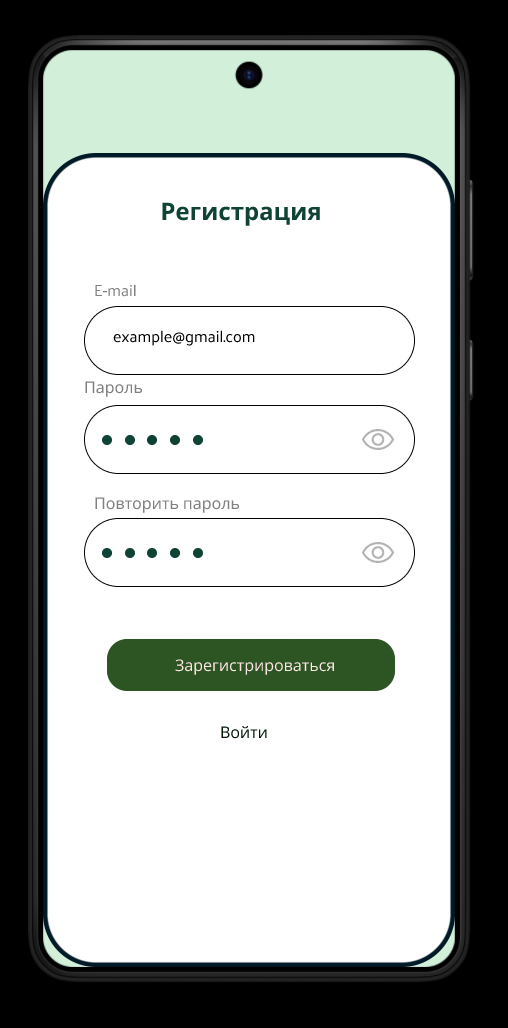 Регистрация
E-mail
example@gmail.com
Пароль
Повторить пароль
Зарегистрироваться
Войти